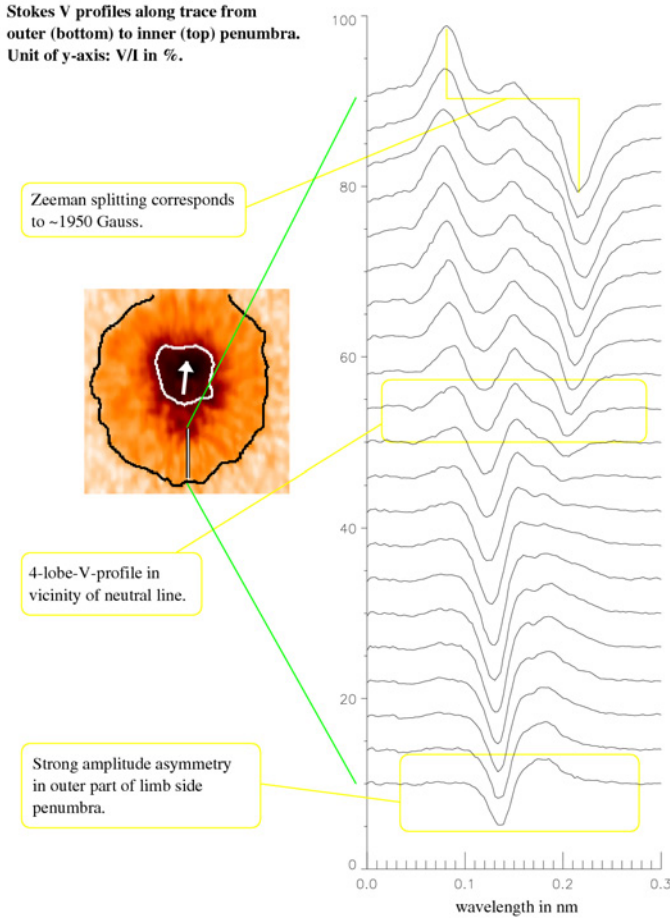 Stokes V profiles along trace from
outer (bottom) to inner (top) penumbra.
Unit of y-axis: V/I in %.
100
80
60
40
20
0
0.0
0.1
0.2
0.3
wavelength in nm
Zeeman splitting corresponds
to ~1950 Gauss.
4-lobe-V-profile in
vicinity of neutral line.
Strong amplitude asymmetry
in outer part of limb side
penumbra.